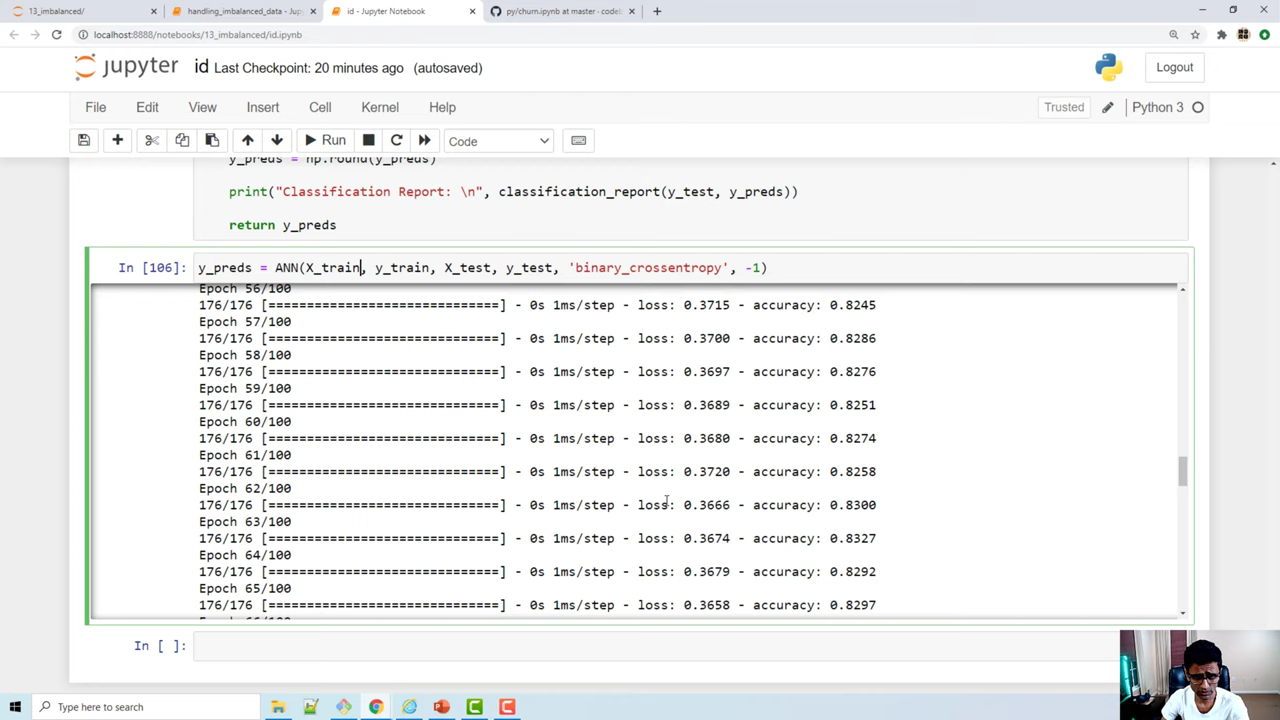 13_imbalanced/
handling_imbalanced_data - Jupy
id - Jupyter Notebook
py/churn.ipynb at master · codeb
localhost:8888/notebooks/13_imbalanced/id.ipynb
jupyter id Last Checkpoint: 20 minutes ago (autosaved)
Logout
File Edit View Insert Cell Kernel Help
Trusted
Python 3
Run
Code
y_preds = np.round(y_preds)
print("Classification Report: \n", classification_report(y_test, y_preds))
return y_preds
In [106]: y_preds = ANN(X_train, y_train, X_test, y_test, 'binary_crossentropy', -1)
Epoch 56/100
176/176 [==============================] - 0s 1ms/step - loss: 0.3715 - accuracy: 0.8245
Epoch 57/100
176/176 [==============================] - 0s 1ms/step - loss: 0.3700 - accuracy: 0.8286
Epoch 58/100
176/176 [==============================] - 0s 1ms/step - loss: 0.3697 - accuracy: 0.8276
Epoch 59/100
176/176 [==============================] - 0s 1ms/step - loss: 0.3689 - accuracy: 0.8251
Epoch 60/100
176/176 [==============================] - 0s 1ms/step - loss: 0.3680 - accuracy: 0.8274
Epoch 61/100
176/176 [==============================] - 0s 1ms/step - loss: 0.3720 - accuracy: 0.8258
Epoch 62/100
176/176 [==============================] - 0s 1ms/step - loss: 0.3666 - accuracy: 0.8300
Epoch 63/100
176/176 [==============================] - 0s 1ms/step - loss: 0.3674 - accuracy: 0.8327
Epoch 64/100
176/176 [==============================] - 0s 1ms/step - loss: 0.3679 - accuracy: 0.8292
Epoch 65/100
176/176 [==============================] - 0s 1ms/step - loss: 0.3658 - accuracy: 0.8297
In [ ]:
Type here to search